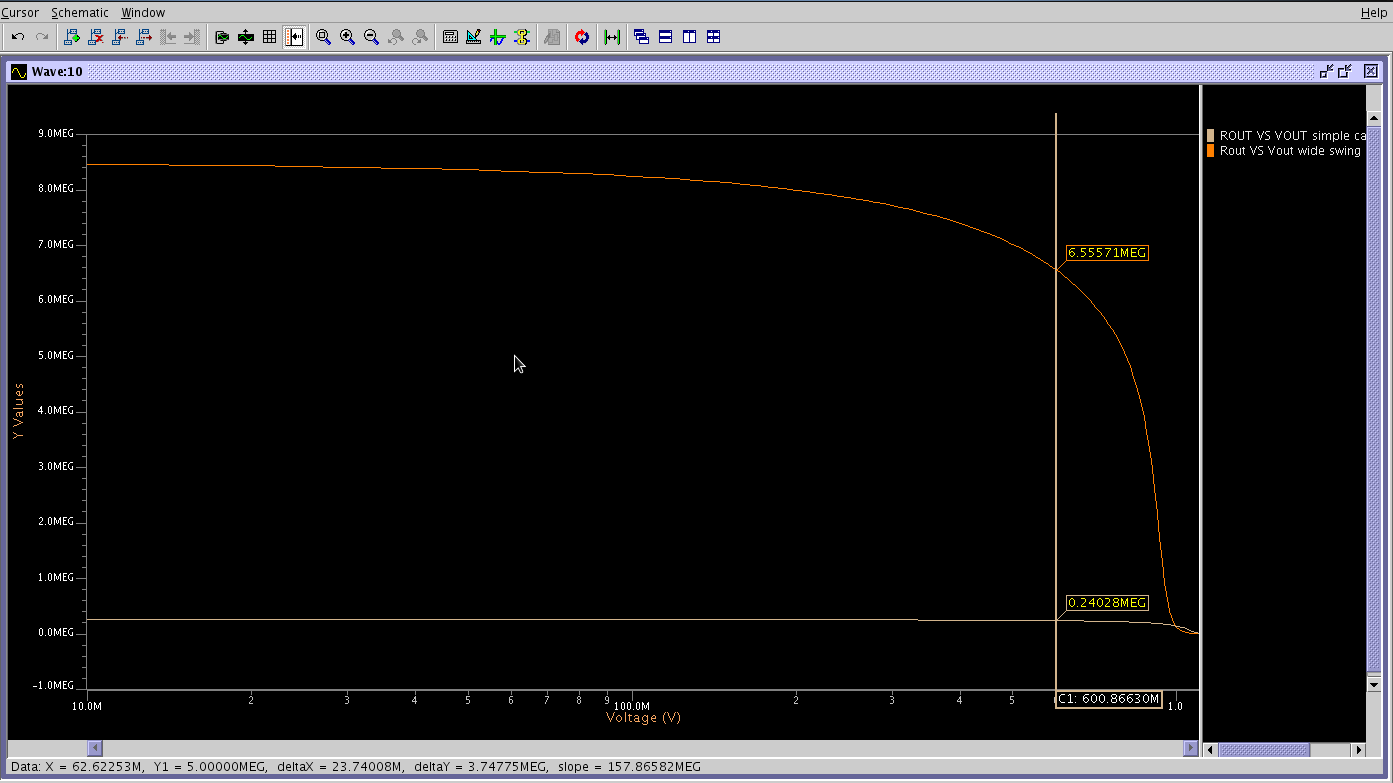 Cursor Schematic Window Help
Wave:10
ROUT VS VOUT simple ca
Rout VS Vout wide swing
9.0MEG
8.0MEG
7.0MEG
6.0MEG
5.0MEG
4.0MEG
3.0MEG
2.0MEG
1.0MEG
0.0MEG
-1.0MEG
Y Values
6.55571MEG
0.24028MEG
10.0M 2 3 4 5 6 7 8 9 100.0M 2 3 4 5 1.0
C1: 600.86630M
Voltage (V)
Data: X = 62.62253M, Y1 = 5.00000MEG, deltaX = 23.74008M, deltaY = 3.74775MEG, slope = 157.86582MEG